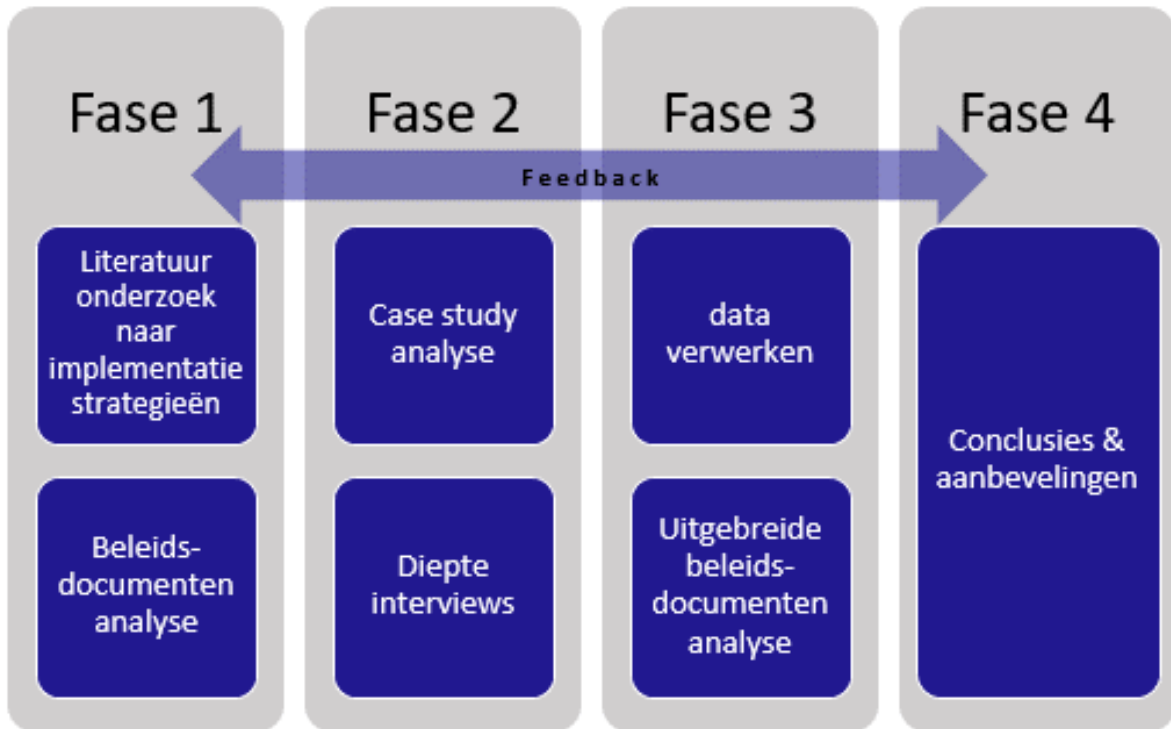 Fase 1
Fase 2
Fase 3
Fase 4
Feedback
Literatuur
onderzoek
naar
implementatie
strategieën
Beleids-
documenten
analyse
Case study
analyse
Diepte
interviews
data
verwerken
Uitgebreide
beleids-
documenten
analyse
Conclusies &
aanbevelingen